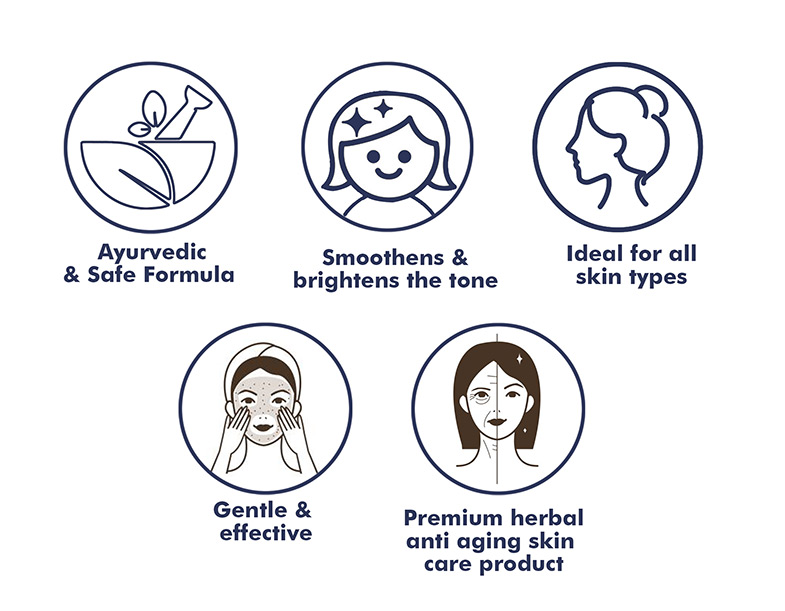 Ayurvedic
& Safe Formula
Smoothens &
brightens the tone
Ideal for all
skin types
Gentle &
effective
Premium herbal
anti aging skin
care product